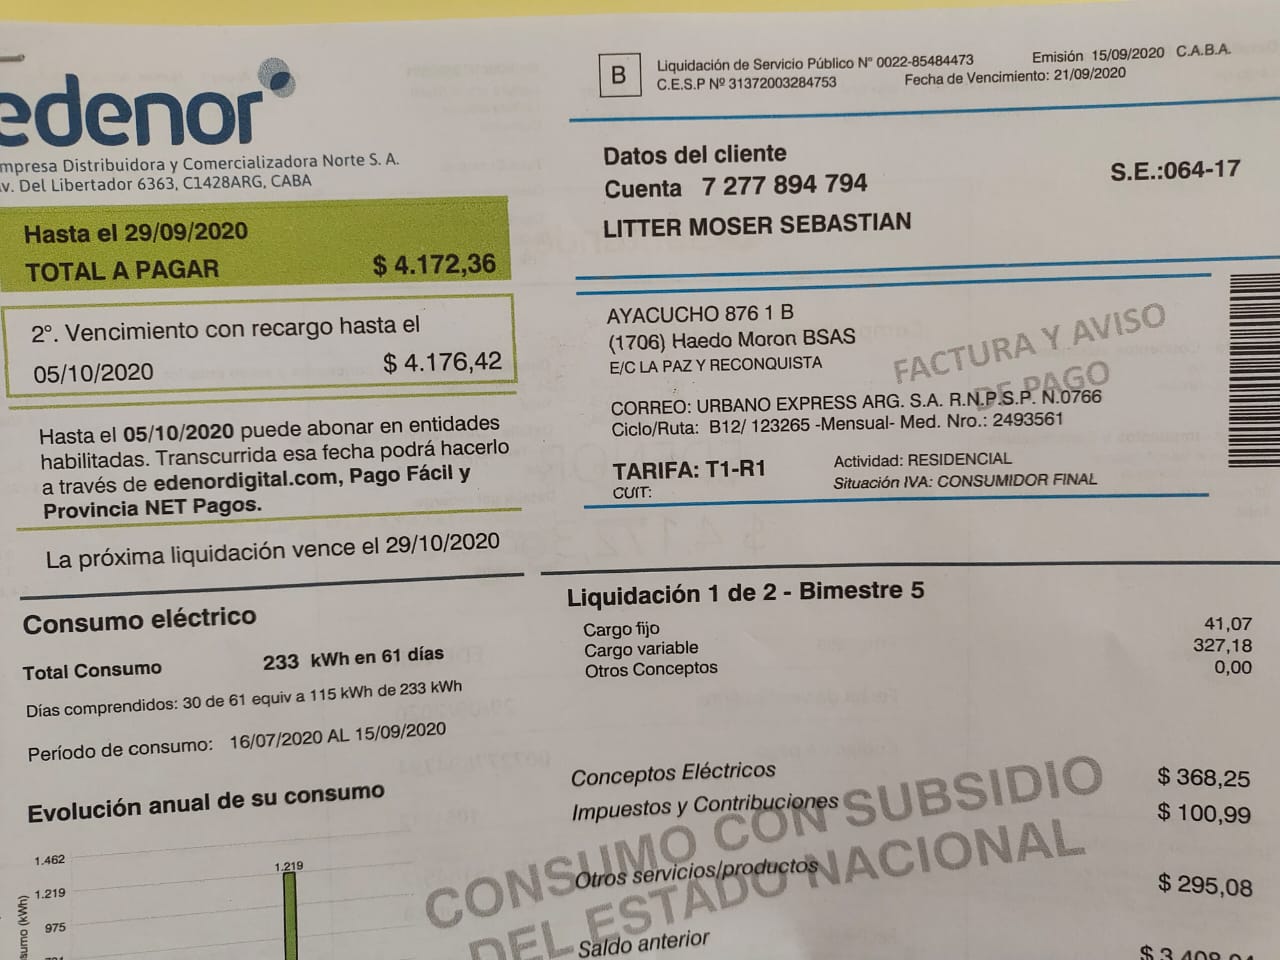 edenor
mpresa Distribuidora y Comercializadora Norte S. A.
v. Del Libertador 6363, C1428ARG, CABA
Hasta el 29/09/2020
TOTAL A PAGAR $ 4.172,36
2º. Vencimiento con recargo hasta el
05/10/2020 $ 4.176,42
Hasta el 05/10/2020 puede abonar en entidades
habilitadas. Transcurrida esa fecha podrá hacerlo
a través de edenordigital.com, Pago Fácil y
Provincia NET Pagos.
La próxima liquidación vence el 29/10/2020
Consumo eléctrico
Total Consumo 233 kWh en 61 días
Días comprendidos: 30 de 61 equiv a 115 kWh de 233 kWh
Período de consumo: 16/07/2020 AL 15/09/2020
Evolución anual de su consumo
1.462
1.219
975
1.219
B
Liquidación de Servicio Público N° 0022-85484473 Emisión 15/09/2020 C.A.B.A.
C.E.S.P Nº 31372003284753 Fecha de Vencimiento: 21/09/2020
Datos del cliente
Cuenta 7 277 894 794 S.E.:064-17
LITTER MOSER SEBASTIAN
AYACUCHO 876 1 B
(1706) Haedo Moron BSAS
E/C LA PAZ Y RECONQUISTA
FACTURA Y AVISO
DE PAGO
CORREO: URBANO EXPRESS ARG. S.A. R.N.P.S.P. N.0766
Ciclo/Ruta: B12/ 123265 -Mensual- Med. Nro.: 2493561
TARIFA: T1-R1 Actividad: RESIDENCIAL
CUIT: Situación IVA: CONSUMIDOR FINAL
Liquidación 1 de 2 - Bimestre 5
Cargo fijo 41,07
Cargo variable 327,18
Otros Conceptos 0,00
Conceptos Eléctricos $ 368,25
Impuestos y Contribuciones $ 100,99
Otros servicios/productos $ 295,08
Saldo anterior
CONSUMO CON SUBSIDIO
DEL ESTADO NACIONAL